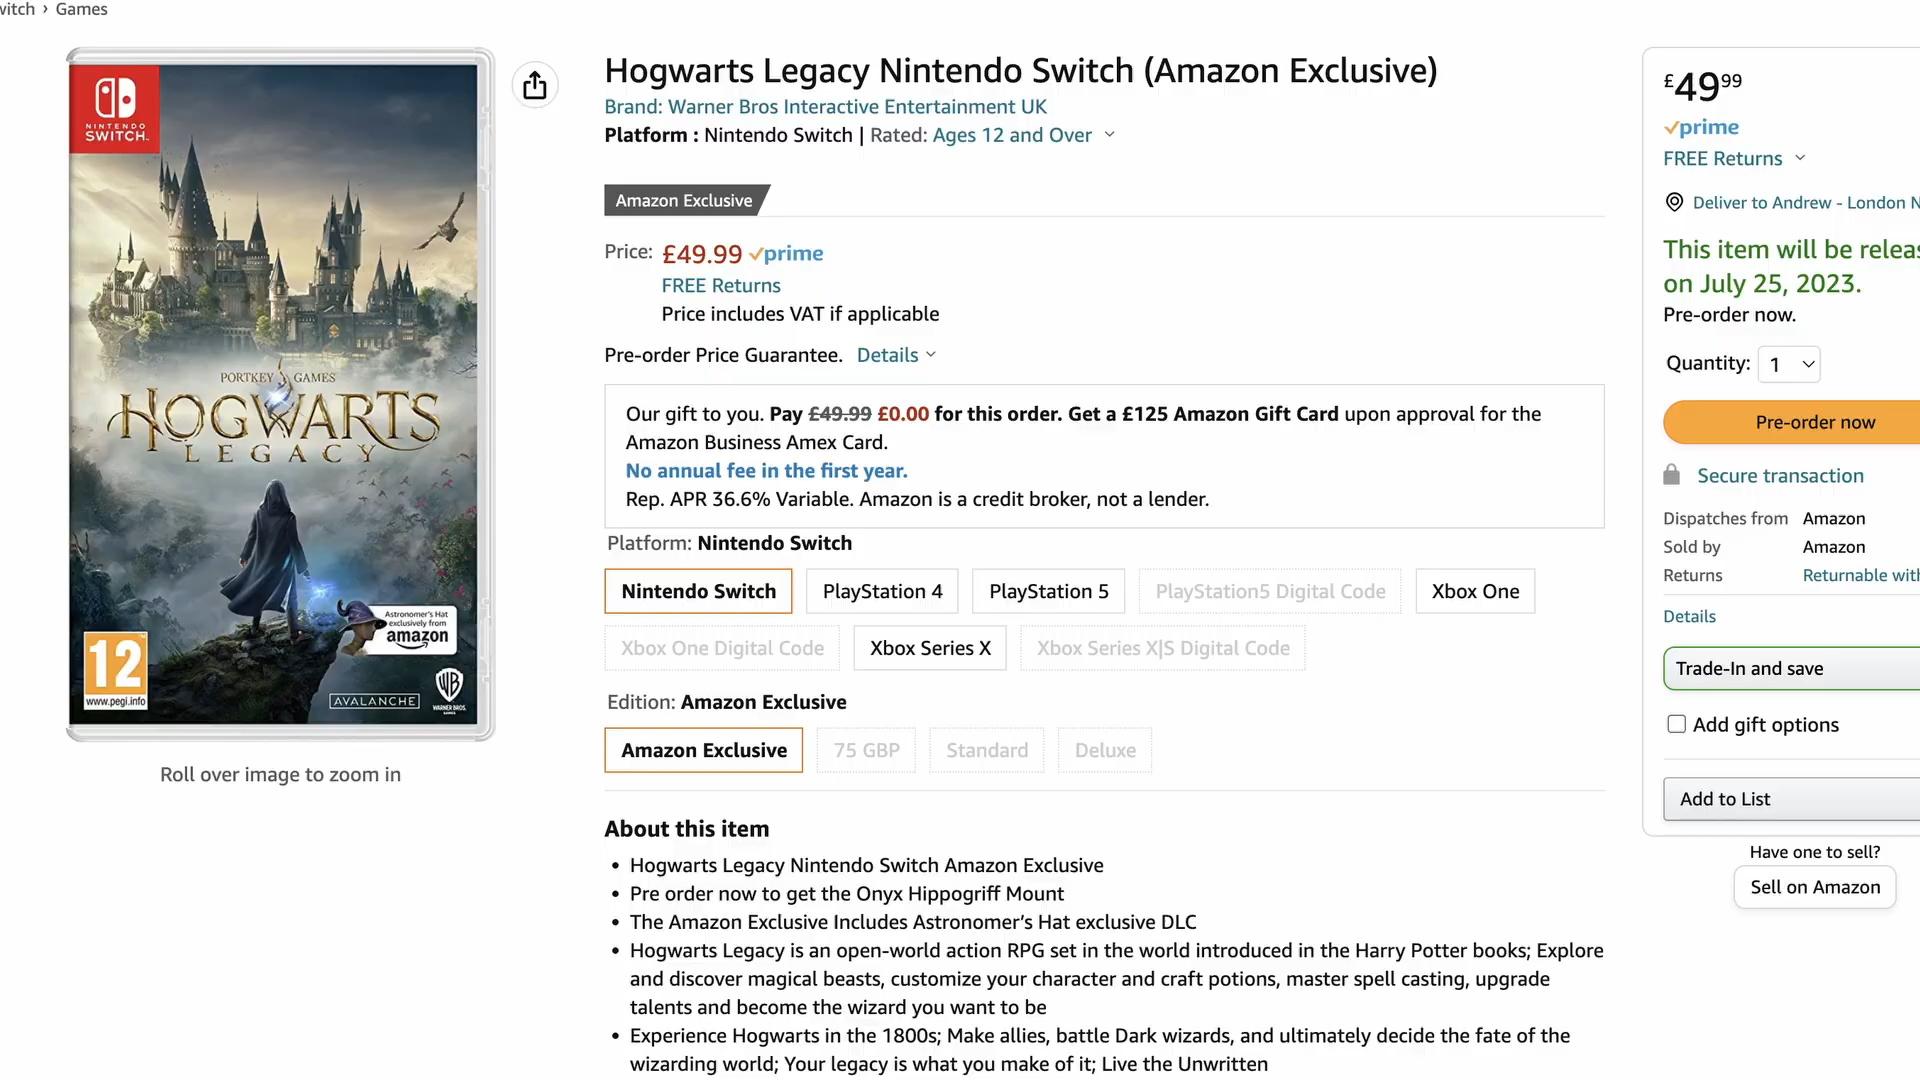 witch › Games
NINTENDO
SWITCH™
PORTKEY GAMES
HOGWARTS
LEGACY
Astronomer's Hat
exclusively from
amazon
12
www.pegi.info
AVALANCHE
WB
WARNER BROS.
GAMES
Roll over image to zoom in
Hogwarts Legacy Nintendo Switch (Amazon Exclusive)
Brand: Warner Bros Interactive Entertainment UK
Platform : Nintendo Switch | Rated: Ages 12 and Over
Amazon Exclusive
Price: £49.99 prime
FREE Returns
Price includes VAT if applicable
Pre-order Price Guarantee. Details
Our gift to you. Pay £49.99 £0.00 for this order. Get a £125 Amazon Gift Card upon approval for the
Amazon Business Amex Card.
No annual fee in the first year.
Rep. APR 36.6% Variable. Amazon is a credit broker, not a lender.
Platform: Nintendo Switch
Nintendo Switch PlayStation 4 PlayStation 5 PlayStation5 Digital Code Xbox One
Xbox One Digital Code Xbox Series X Xbox Series X|S Digital Code
Edition: Amazon Exclusive
Amazon Exclusive 75 GBP Standard Deluxe
About this item
• Hogwarts Legacy Nintendo Switch Amazon Exclusive
• Pre order now to get the Onyx Hippogriff Mount
• The Amazon Exclusive Includes Astronomer’s Hat exclusive DLC
• Hogwarts Legacy is an open-world action RPG set in the world introduced in the Harry Potter books; Explore
and discover magical beasts, customize your character and craft potions, master spell casting, upgrade
talents and become the wizard you want to be
• Experience Hogwarts in the 1800s; Make allies, battle Dark wizards, and ultimately decide the fate of the
wizarding world; Your legacy is what you make of it; Live the Unwritten
£49.99
prime
FREE Returns
Deliver to Andrew - London N
This item will be releas
on July 25, 2023.
Pre-order now.
Quantity: 1
Pre-order now
Secure transaction
Dispatches from Amazon
Sold by Amazon
Returns Returnable with
Details
Trade-In and save
Add gift options
Add to List
Have one to sell?
Sell on Amazon